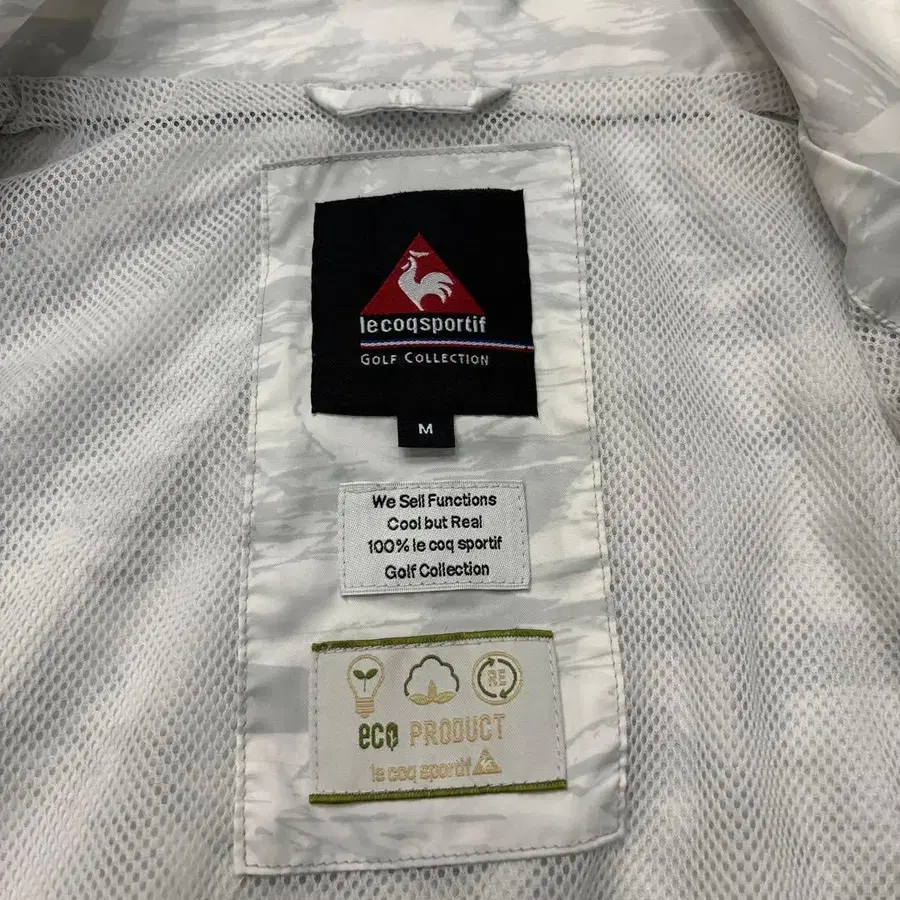 lecoqsportif
GOLF COLLECTION
M
We Sell Functions
Cool but Real
100% le coq sportif
Golf Collection
RE
eco PRODUCT
le coq sportif